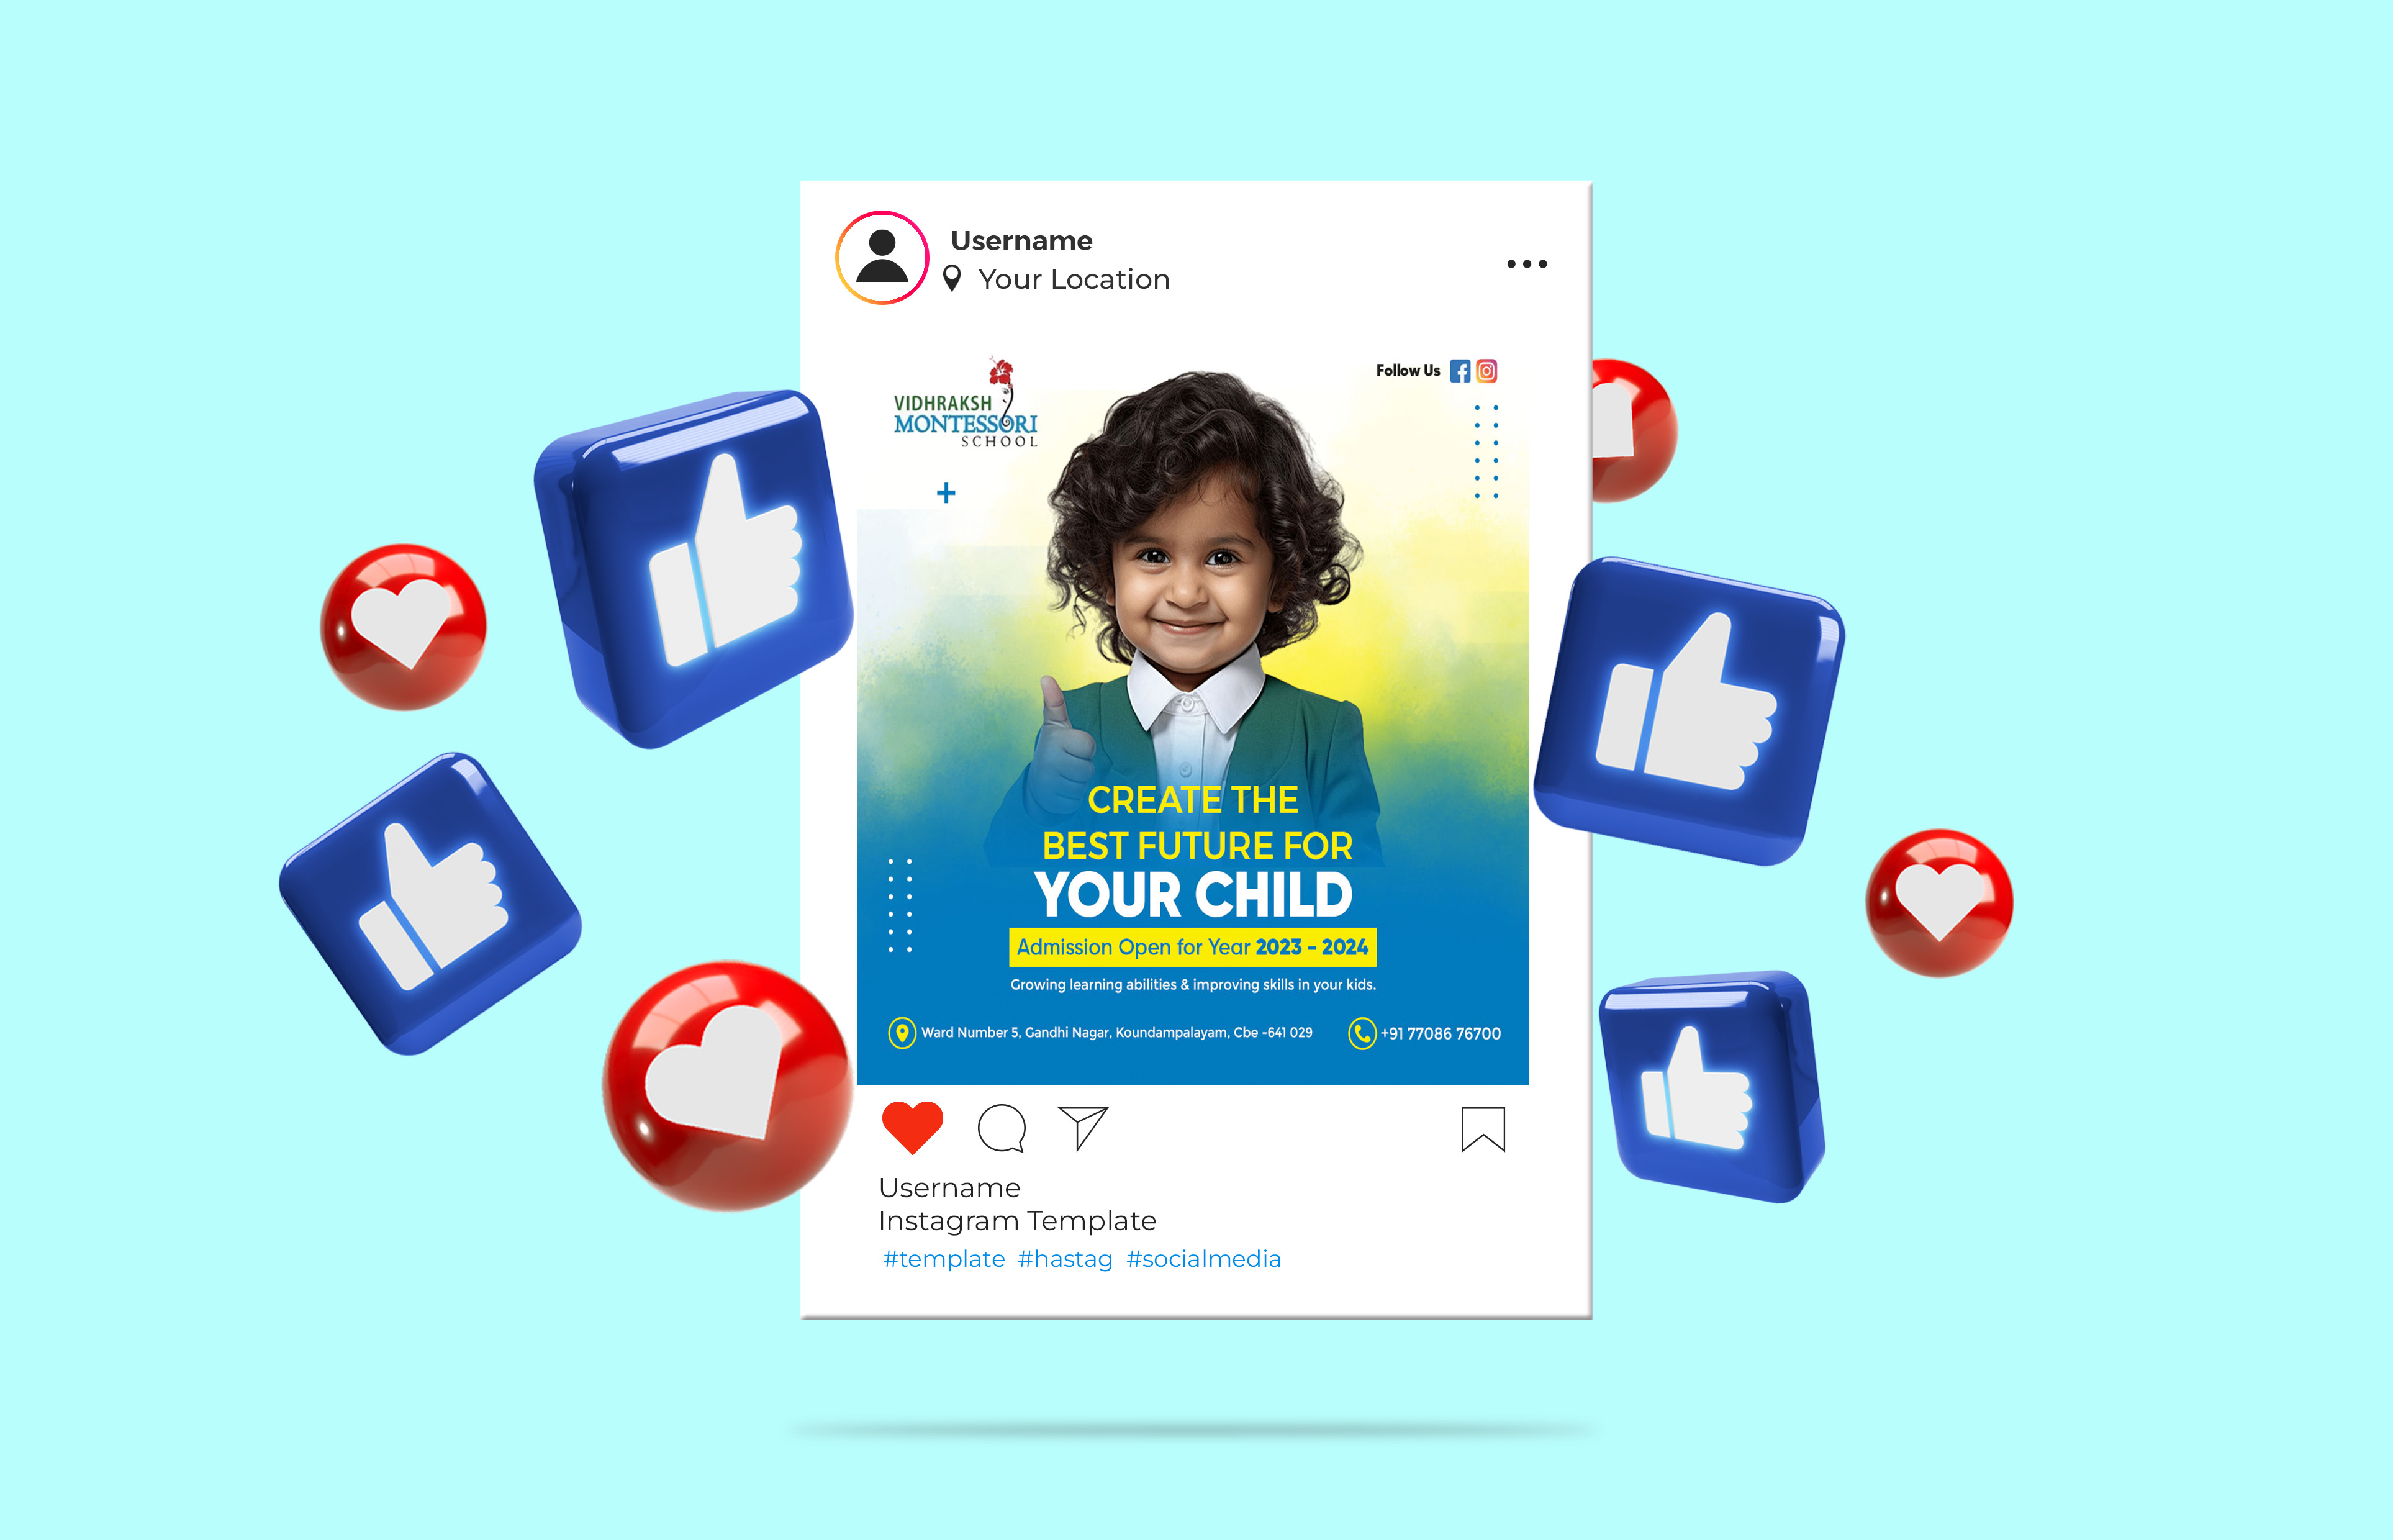 Username
Your Location
VIDHRAKSH
MONTESSORI
SCHOOL
Follow Us
CREATE THE
BEST FUTURE FOR
YOUR CHILD
Admission Open for Year 2023 - 2024
Growing learning abilities & improving skills in your kids.
Ward Number 5, Gandhi Nagar, Koundampalayam, Cbe -641 029
+91 77086 76700
Username
Instagram Template
#template #hastag #socialmedia